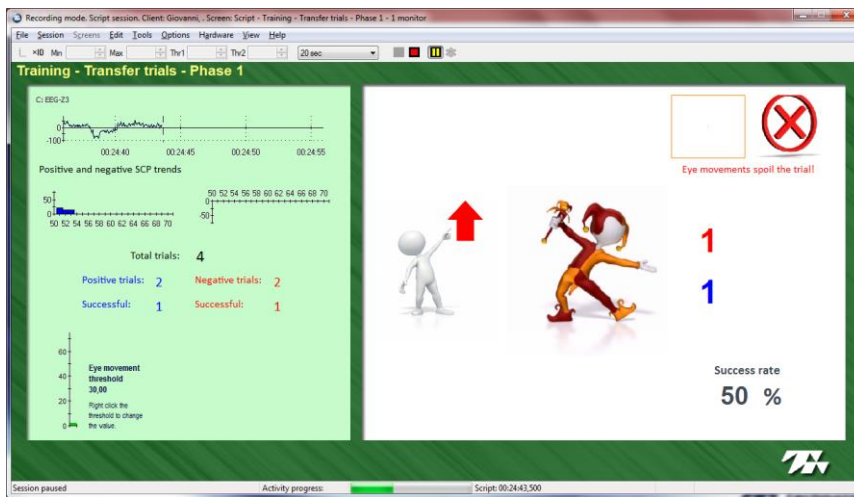 Recording mode. Script session. Client: Giovanni, . Screen: Script - Training - Transfer trials - Phase 1 - 1 monitor
File Session Screens Edit Tools Options Hardware View Help
x10 Min Max Thr1 Thr2 20 sec
Training - Transfer trials - Phase 1
C: EEG-Z3
0
-100
00:24:40 00:24:45 00:24:50 00:24:55
Positive and negative SCP trends
50
0
50 52 54 56 58 60 62 64 66 68 70
50 52 54 56 58 60 62 64 66 68 70
0
-50
Total trials: 4
Positive trials: 2 Negative trials: 2
Successful: 1 Successful: 1
60
40
20
0
Eye movement
threshold
30,00
Right click the
threshold to change
the value.
Eye movements spoil the trial!
1
1
Success rate
50 %
Session paused Activity progress: Script: 00:24:43,500